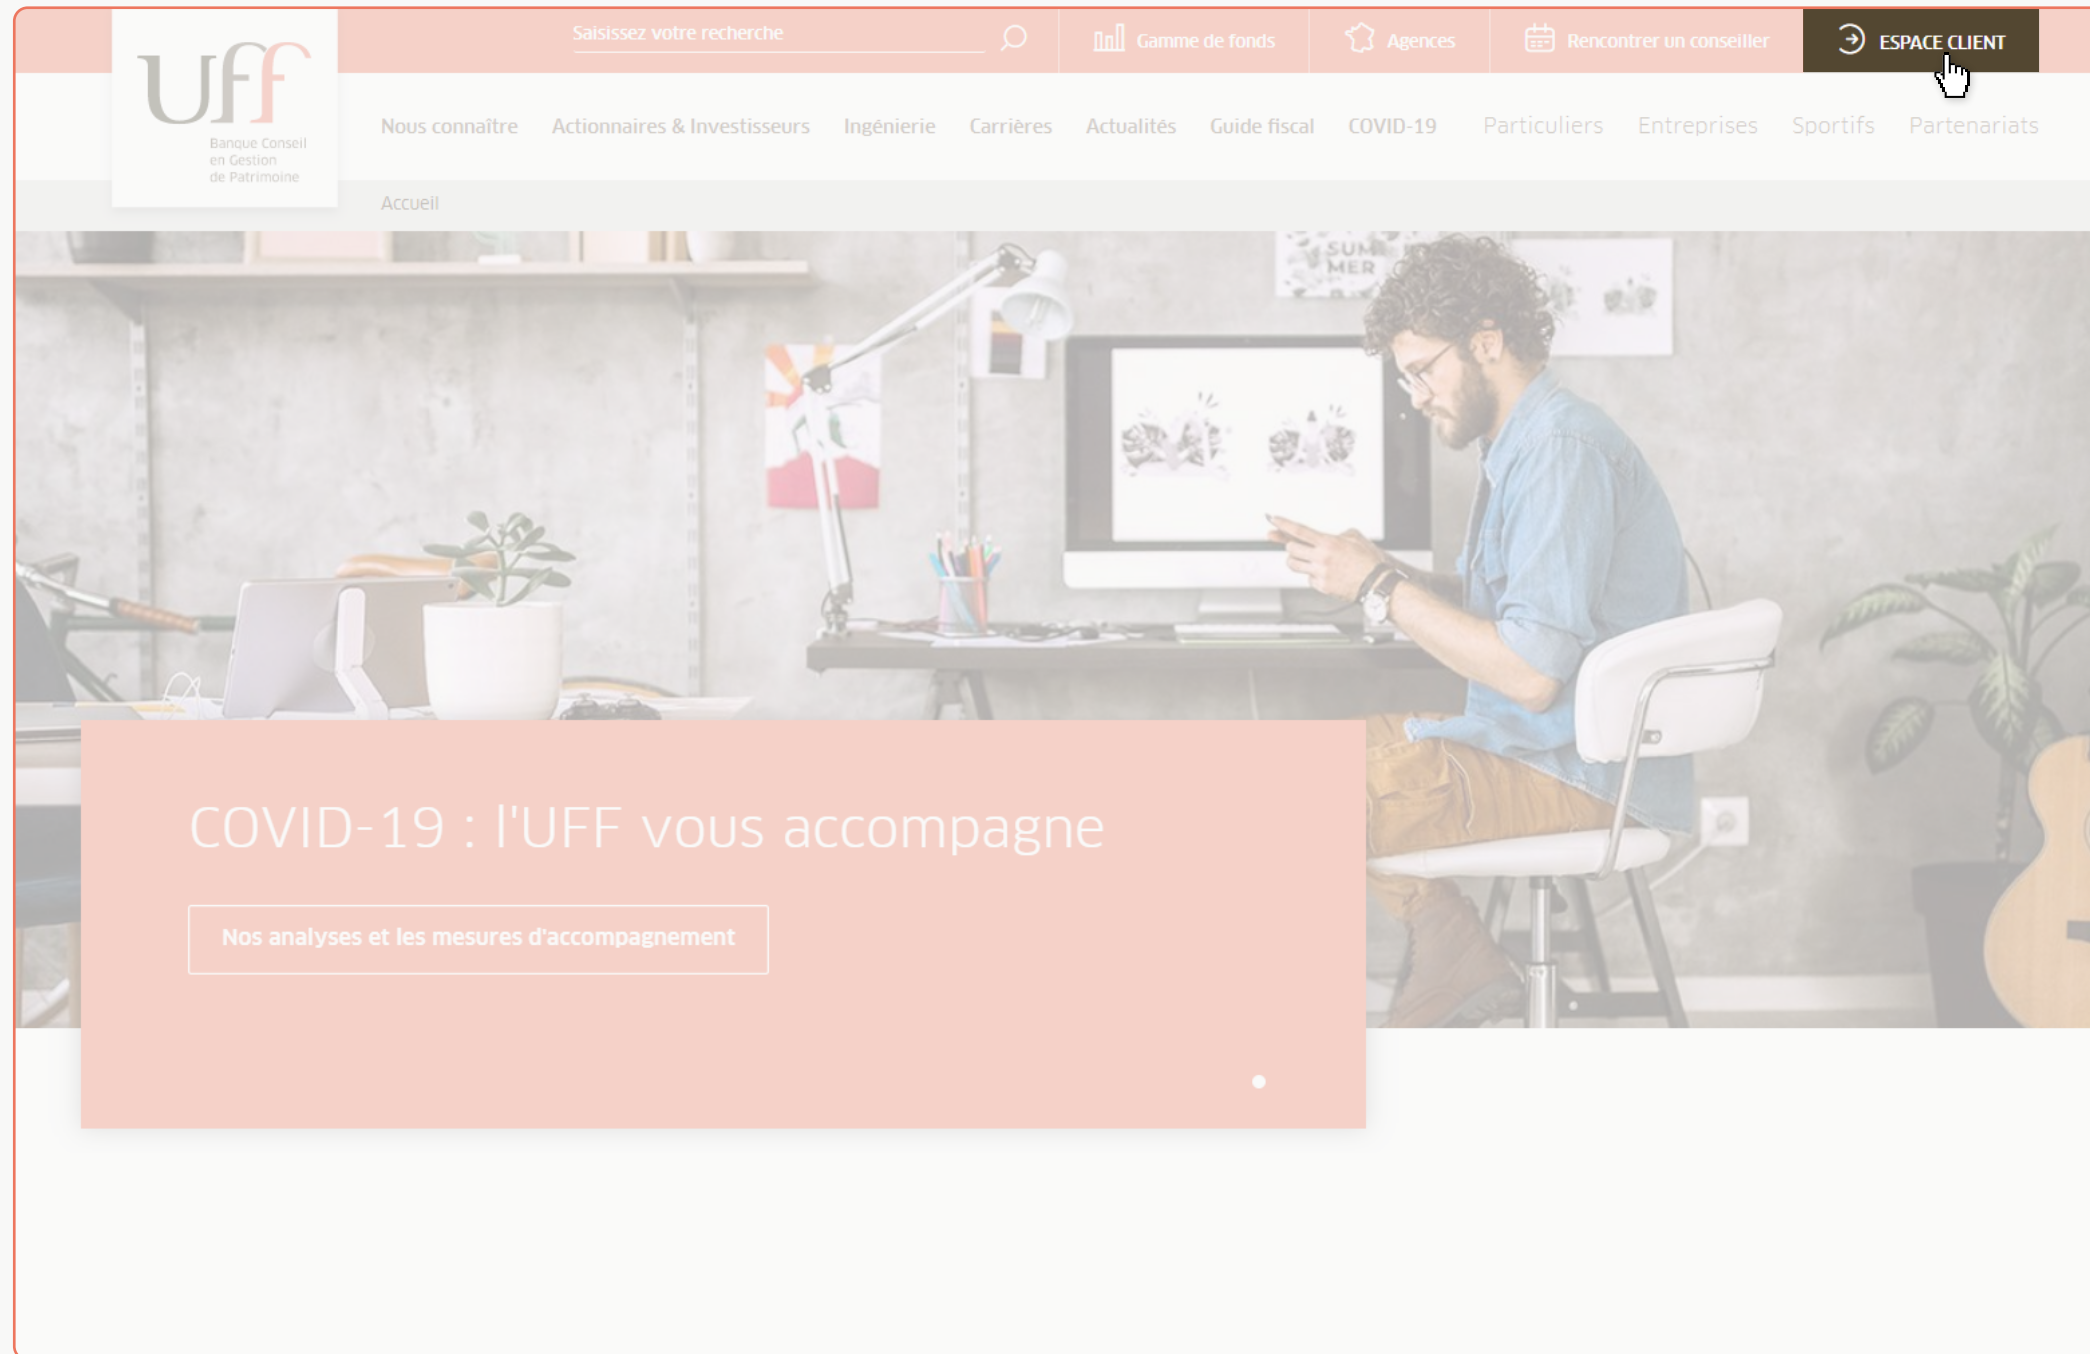 Saisissez votre recherche
Gamme de fonds
Agences
Rencontrer un conseiller
ESPACE CLIENT
Uff
Banque Conseil
en Gestion
de Patrimoine
Nous connaître
Actionnaires & Investisseurs
Ingénierie
Carrières
Actualités
Guide fiscal
COVID-19
Particuliers
Entreprises
Sportifs
Partenariats
Accueil
SUM
MER
COVID-19 : l'UFF vous accompagne
Nos analyses et les mesures d'accompagnement